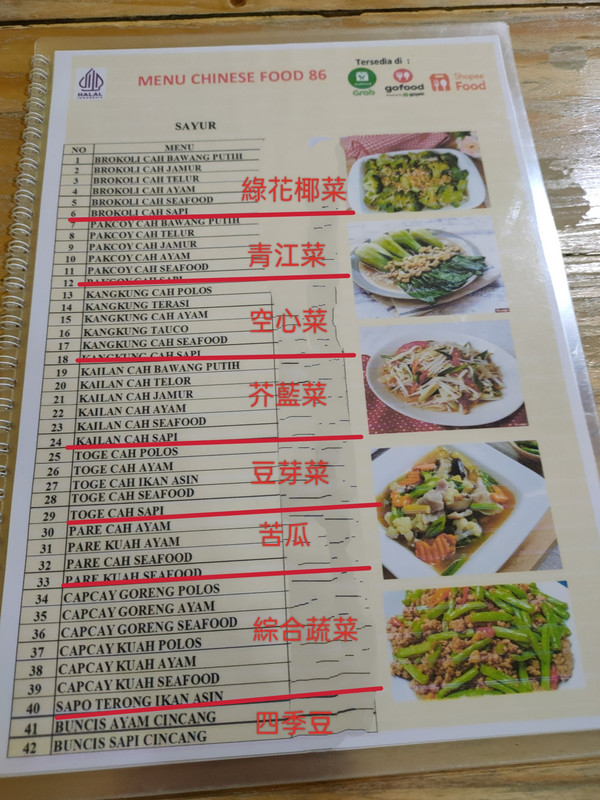 HALAL
INDONESIA
MENU CHINESE FOOD 86
Tersedia di :
Grab
gofood
Shopee Food
SAYUR
NO MENU
1 BROKOLI CAH BAWANG PUTIH
2 BROKOLI CAH JAMUR
3 BROKOLI CAH TELUR
4 BROKOLI CAH AYAM
5 BROKOLI CAH SEAFOOD
6 BROKOLI CAH SAPI
綠花椰菜
7 PAKCOY CAH BAWANG PUTIH
8 PAKCOY CAH TELUR
9 PAKCOY CAH JAMUR
10 PAKCOY CAH AYAM
11 PAKCOY CAH SEAFOOD
12 PAKCOY CAH SAPI
青江菜
13 KANGKUNG CAH POLOS
14 KANGKUNG TERASI
15 KANGKUNG CAH AYAM
16 KANGKUNG TAUCO
17 KANGKUNG CAH SEAFOOD
18 KANGKUNG CAH SAPI
空心菜
19 KAILAN CAH BAWANG PUTIH
20 KAILAN CAH TELOR
21 KAILAN CAH JAMUR
22 KAILAN CAH AYAM
23 KAILAN CAH SEAFOOD
24 KAILAN CAH SAPI
芥藍菜
25 TOGE CAH POLOS
26 TOGE CAH AYAM
27 TOGE CAH IKAN ASIN
28 TOGE CAH SEAFOOD
29 TOGE CAH SAPI
豆芽菜
30 PARE CAH AYAM
31 PARE KUAH AYAM
32 PARE CAH SEAFOOD
33 PARE KUAH SEAFOOD
苦瓜
34 CAPCAY GORENG POLOS
35 CAPCAY GORENG AYAM
36 CAPCAY GORENG SEAFOOD
37 CAPCAY KUAH POLOS
38 CAPCAY KUAH AYAM
39 CAPCAY KUAH SEAFOOD
綜合蔬菜
40 SAPO TERONG IKAN ASIN
41 BUNCIS AYAM CINCANG
42 BUNCIS SAPI CINCANG
四季豆